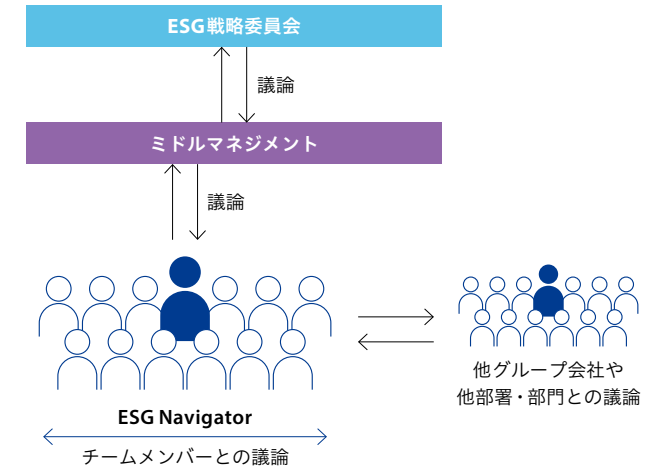 ESG戦略委員会
議論
ミドルマネジメント
議論
ESG Navigator
チームメンバーとの議論
他グループ会社や
他部署・部門との議論